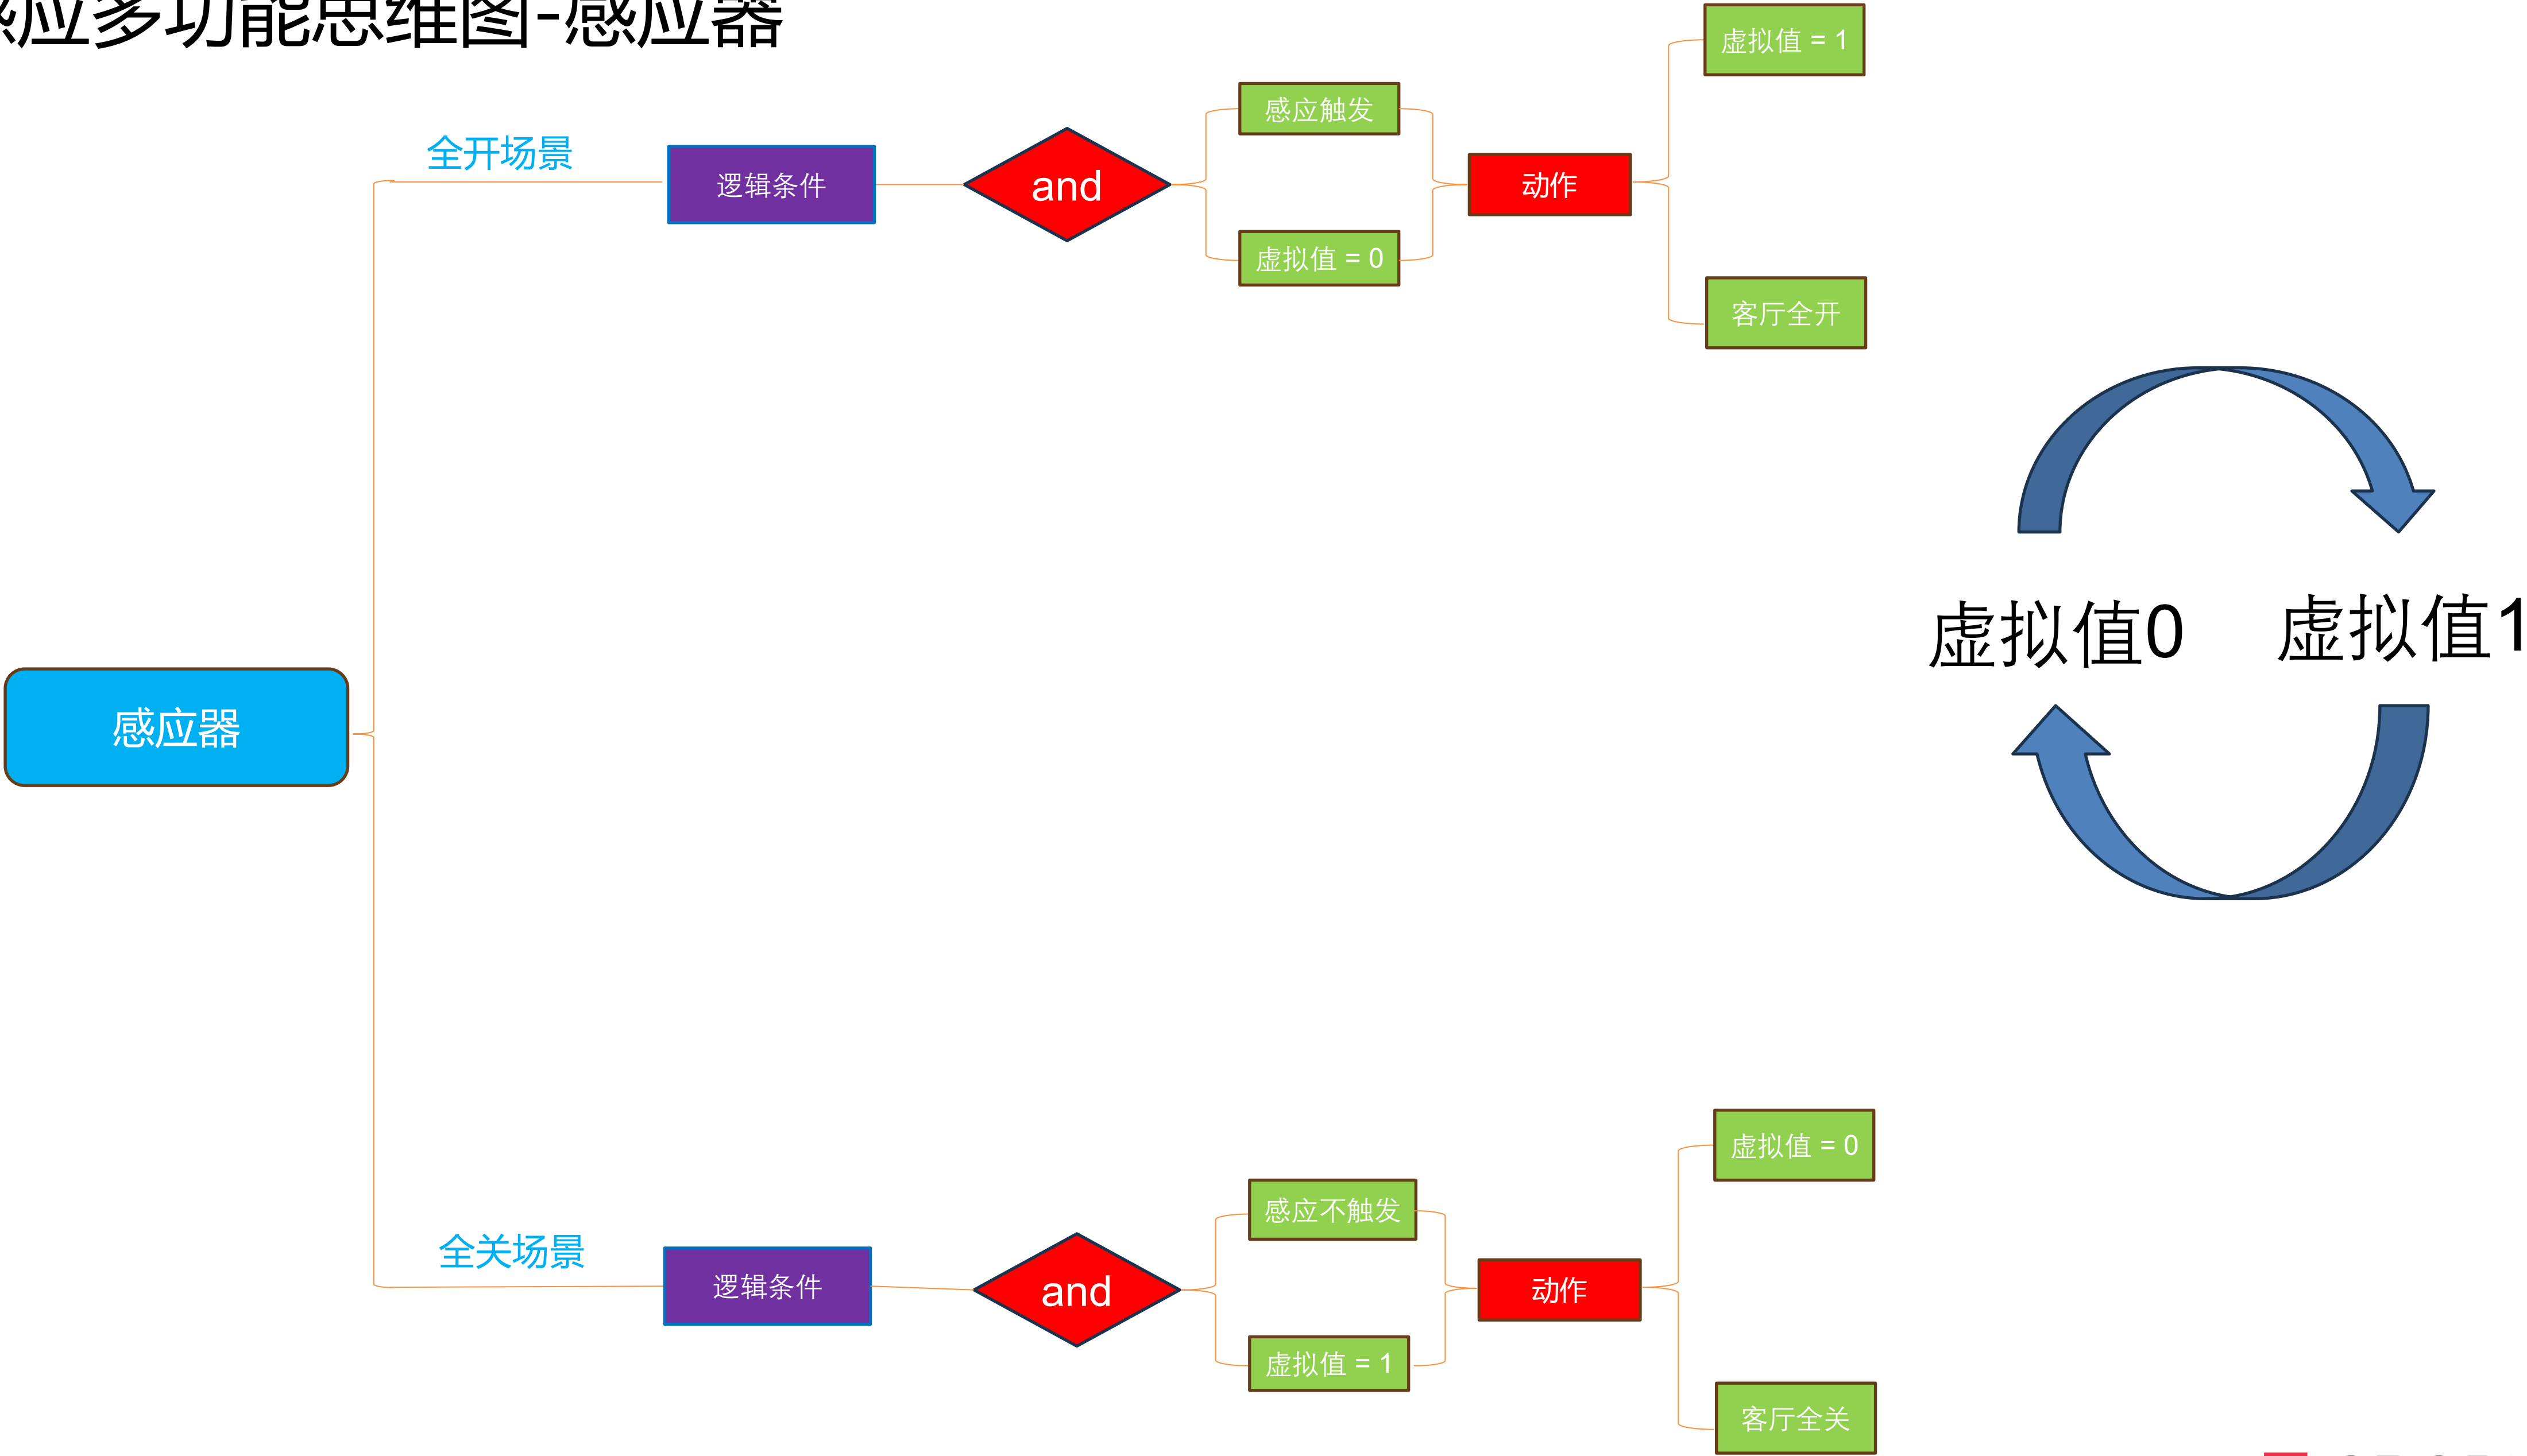 感应多功能思维图-感应器
虚拟值 = 1
感应触发
全开场景
逻辑条件
and
动作
虚拟值 = 0
客厅全开
虚拟值0
虚拟值1
感应器
虚拟值 = 0
感应不触发
全关场景
逻辑条件
and
动作
虚拟值 = 1
客厅全关